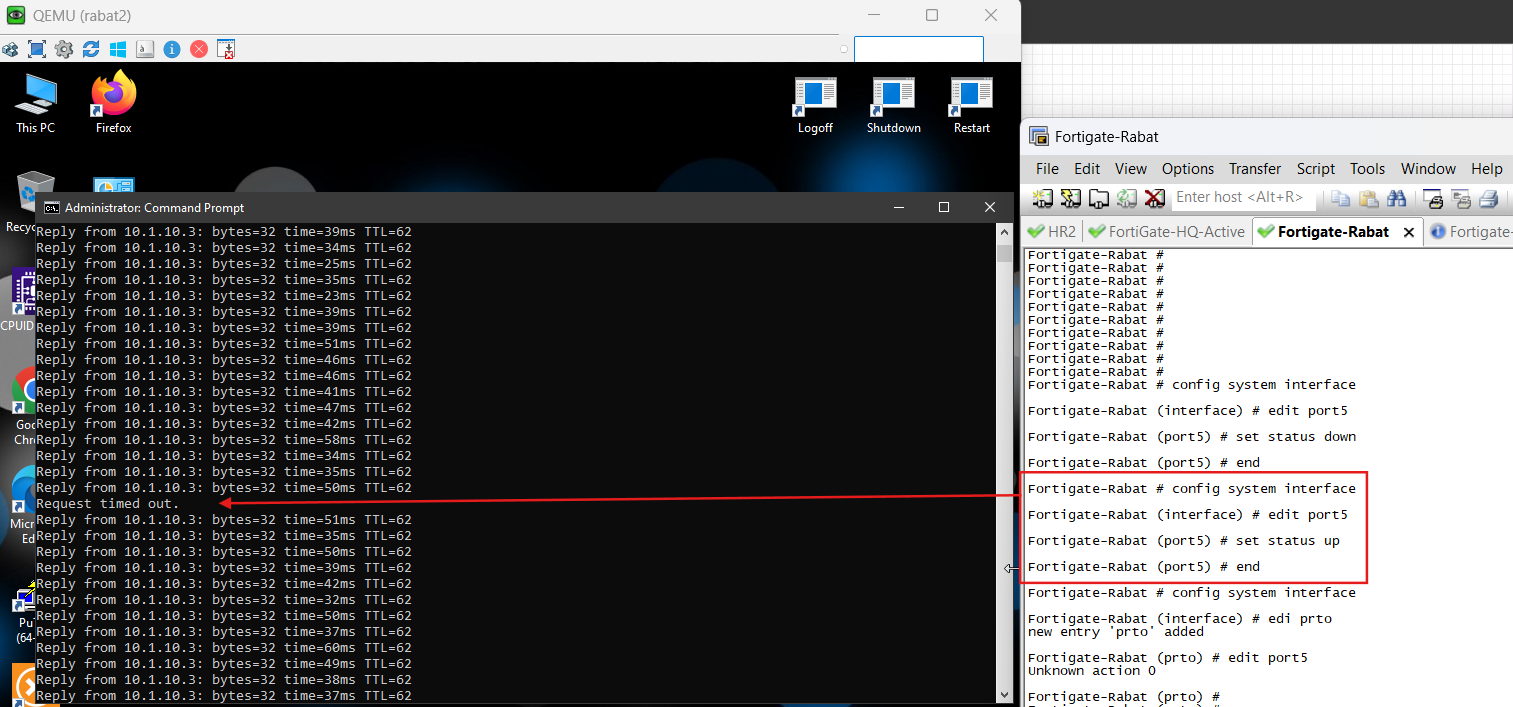 QEMU (rabat2)
This PC
Firefox
Logoff
Shutdown
Restart
Administrator: Command Prompt
Reply from 10.1.10.3: bytes=32 time=39ms TTL=62
Reply from 10.1.10.3: bytes=32 time=34ms TTL=62
Reply from 10.1.10.3: bytes=32 time=25ms TTL=62
Reply from 10.1.10.3: bytes=32 time=35ms TTL=62
Reply from 10.1.10.3: bytes=32 time=23ms TTL=62
Reply from 10.1.10.3: bytes=32 time=39ms TTL=62
Reply from 10.1.10.3: bytes=32 time=39ms TTL=62
Reply from 10.1.10.3: bytes=32 time=51ms TTL=62
Reply from 10.1.10.3: bytes=32 time=46ms TTL=62
Reply from 10.1.10.3: bytes=32 time=46ms TTL=62
Reply from 10.1.10.3: bytes=32 time=41ms TTL=62
Reply from 10.1.10.3: bytes=32 time=47ms TTL=62
Reply from 10.1.10.3: bytes=32 time=42ms TTL=62
Reply from 10.1.10.3: bytes=32 time=58ms TTL=62
Reply from 10.1.10.3: bytes=32 time=34ms TTL=62
Reply from 10.1.10.3: bytes=32 time=35ms TTL=62
Reply from 10.1.10.3: bytes=32 time=50ms TTL=62
Request timed out.
Reply from 10.1.10.3: bytes=32 time=51ms TTL=62
Reply from 10.1.10.3: bytes=32 time=35ms TTL=62
Reply from 10.1.10.3: bytes=32 time=50ms TTL=62
Reply from 10.1.10.3: bytes=32 time=39ms TTL=62
Reply from 10.1.10.3: bytes=32 time=42ms TTL=62
Reply from 10.1.10.3: bytes=32 time=32ms TTL=62
Reply from 10.1.10.3: bytes=32 time=50ms TTL=62
Reply from 10.1.10.3: bytes=32 time=37ms TTL=62
Reply from 10.1.10.3: bytes=32 time=60ms TTL=62
Reply from 10.1.10.3: bytes=32 time=49ms TTL=62
Reply from 10.1.10.3: bytes=32 time=38ms TTL=62
Reply from 10.1.10.3: bytes=32 time=37ms TTL=62
Recyc
CPUID
Goo
Chr
Micr
Ed
Pu
(64-
Fortigate-Rabat
File Edit View Options Transfer Script Tools Window Help
Enter host <Alt+R>
HR2 FortiGate-HQ-Active Fortigate-Rabat Fortigate-
Fortigate-Rabat #
Fortigate-Rabat #
Fortigate-Rabat #
Fortigate-Rabat #
Fortigate-Rabat #
Fortigate-Rabat #
Fortigate-Rabat #
Fortigate-Rabat #
Fortigate-Rabat #
Fortigate-Rabat #
Fortigate-Rabat # config system interface
Fortigate-Rabat (interface) # edit port5
Fortigate-Rabat (port5) # set status down
Fortigate-Rabat (port5) # end
Fortigate-Rabat # config system interface
Fortigate-Rabat (interface) # edit port5
Fortigate-Rabat (port5) # set status up
Fortigate-Rabat (port5) # end
Fortigate-Rabat # config system interface
Fortigate-Rabat (interface) # edi prto
new entry 'prto' added
Fortigate-Rabat (prto) # edit port5
Unknown action 0
Fortigate-Rabat (prto) #